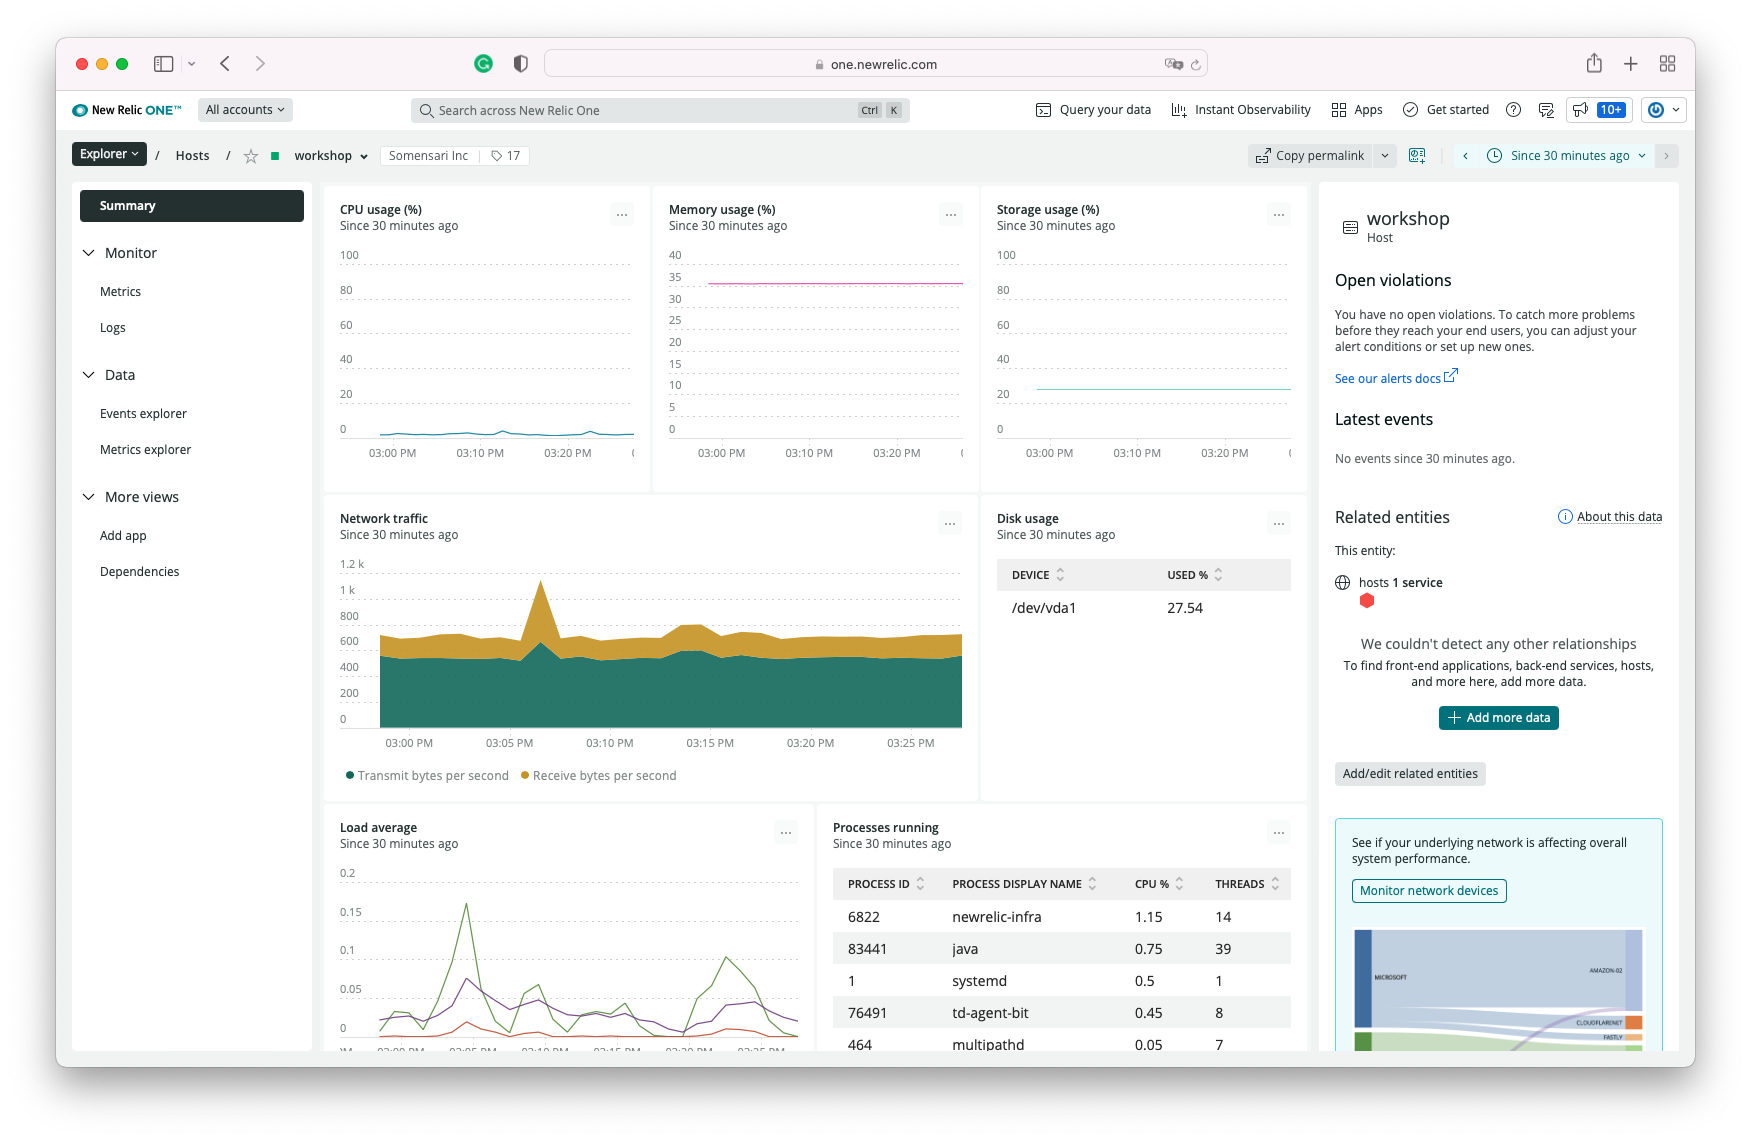 one.newrelic.com
New Relic ONE™
All accounts
Search across New Relic One
Ctrl K
Query your data
Instant Observability
Apps
Get started
10+
Explorer / Hosts / workshop
Somensari Inc
17
Copy permalink
Since 30 minutes ago
Summary
Monitor
Metrics
Logs
Data
Events explorer
Metrics explorer
More views
Add app
Dependencies
CPU usage (%)
Since 30 minutes ago
100
80
60
40
20
0
03:00 PM 03:10 PM 03:20 PM
Memory usage (%)
Since 30 minutes ago
40
35
30
25
20
15
10
5
0
03:00 PM 03:10 PM 03:20 PM
Storage usage (%)
Since 30 minutes ago
100
80
60
40
20
0
03:00 PM 03:10 PM 03:20 PM
Network traffic
Since 30 minutes ago
1.2 k
1 k
800
600
400
200
0
03:00 PM 03:05 PM 03:10 PM 03:15 PM 03:20 PM 03:25 PM
Transmit bytes per second Receive bytes per second
Disk usage
Since 30 minutes ago
DEVICE USED %
/dev/vda1 27.54
Load average
Since 30 minutes ago
0.2
0.15
0.1
0.05
0
Processes running
Since 30 minutes ago
PROCESS ID PROCESS DISPLAY NAME CPU % THREADS
6822 newrelic-infra 1.15 14
83441 java 0.75 39
1 systemd 0.5 1
76491 td-agent-bit 0.45 8
464 multipathd 0.05 7
workshop
Host
Open violations
You have no open violations. To catch more problems
before they reach your end users, you can adjust your
alert conditions or set up new ones.
See our alerts docs
Latest events
No events since 30 minutes ago.
Related entities
About this data
This entity:
hosts 1 service
We couldn't detect any other relationships
To find front-end applications, back-end services, hosts,
and more here, add more data.
Add more data
Add/edit related entities
See if your underlying network is affecting overall
system performance.
Monitor network devices
MICROSOFT
AMAZON-02
CLOUDFLARENET
FASTLY